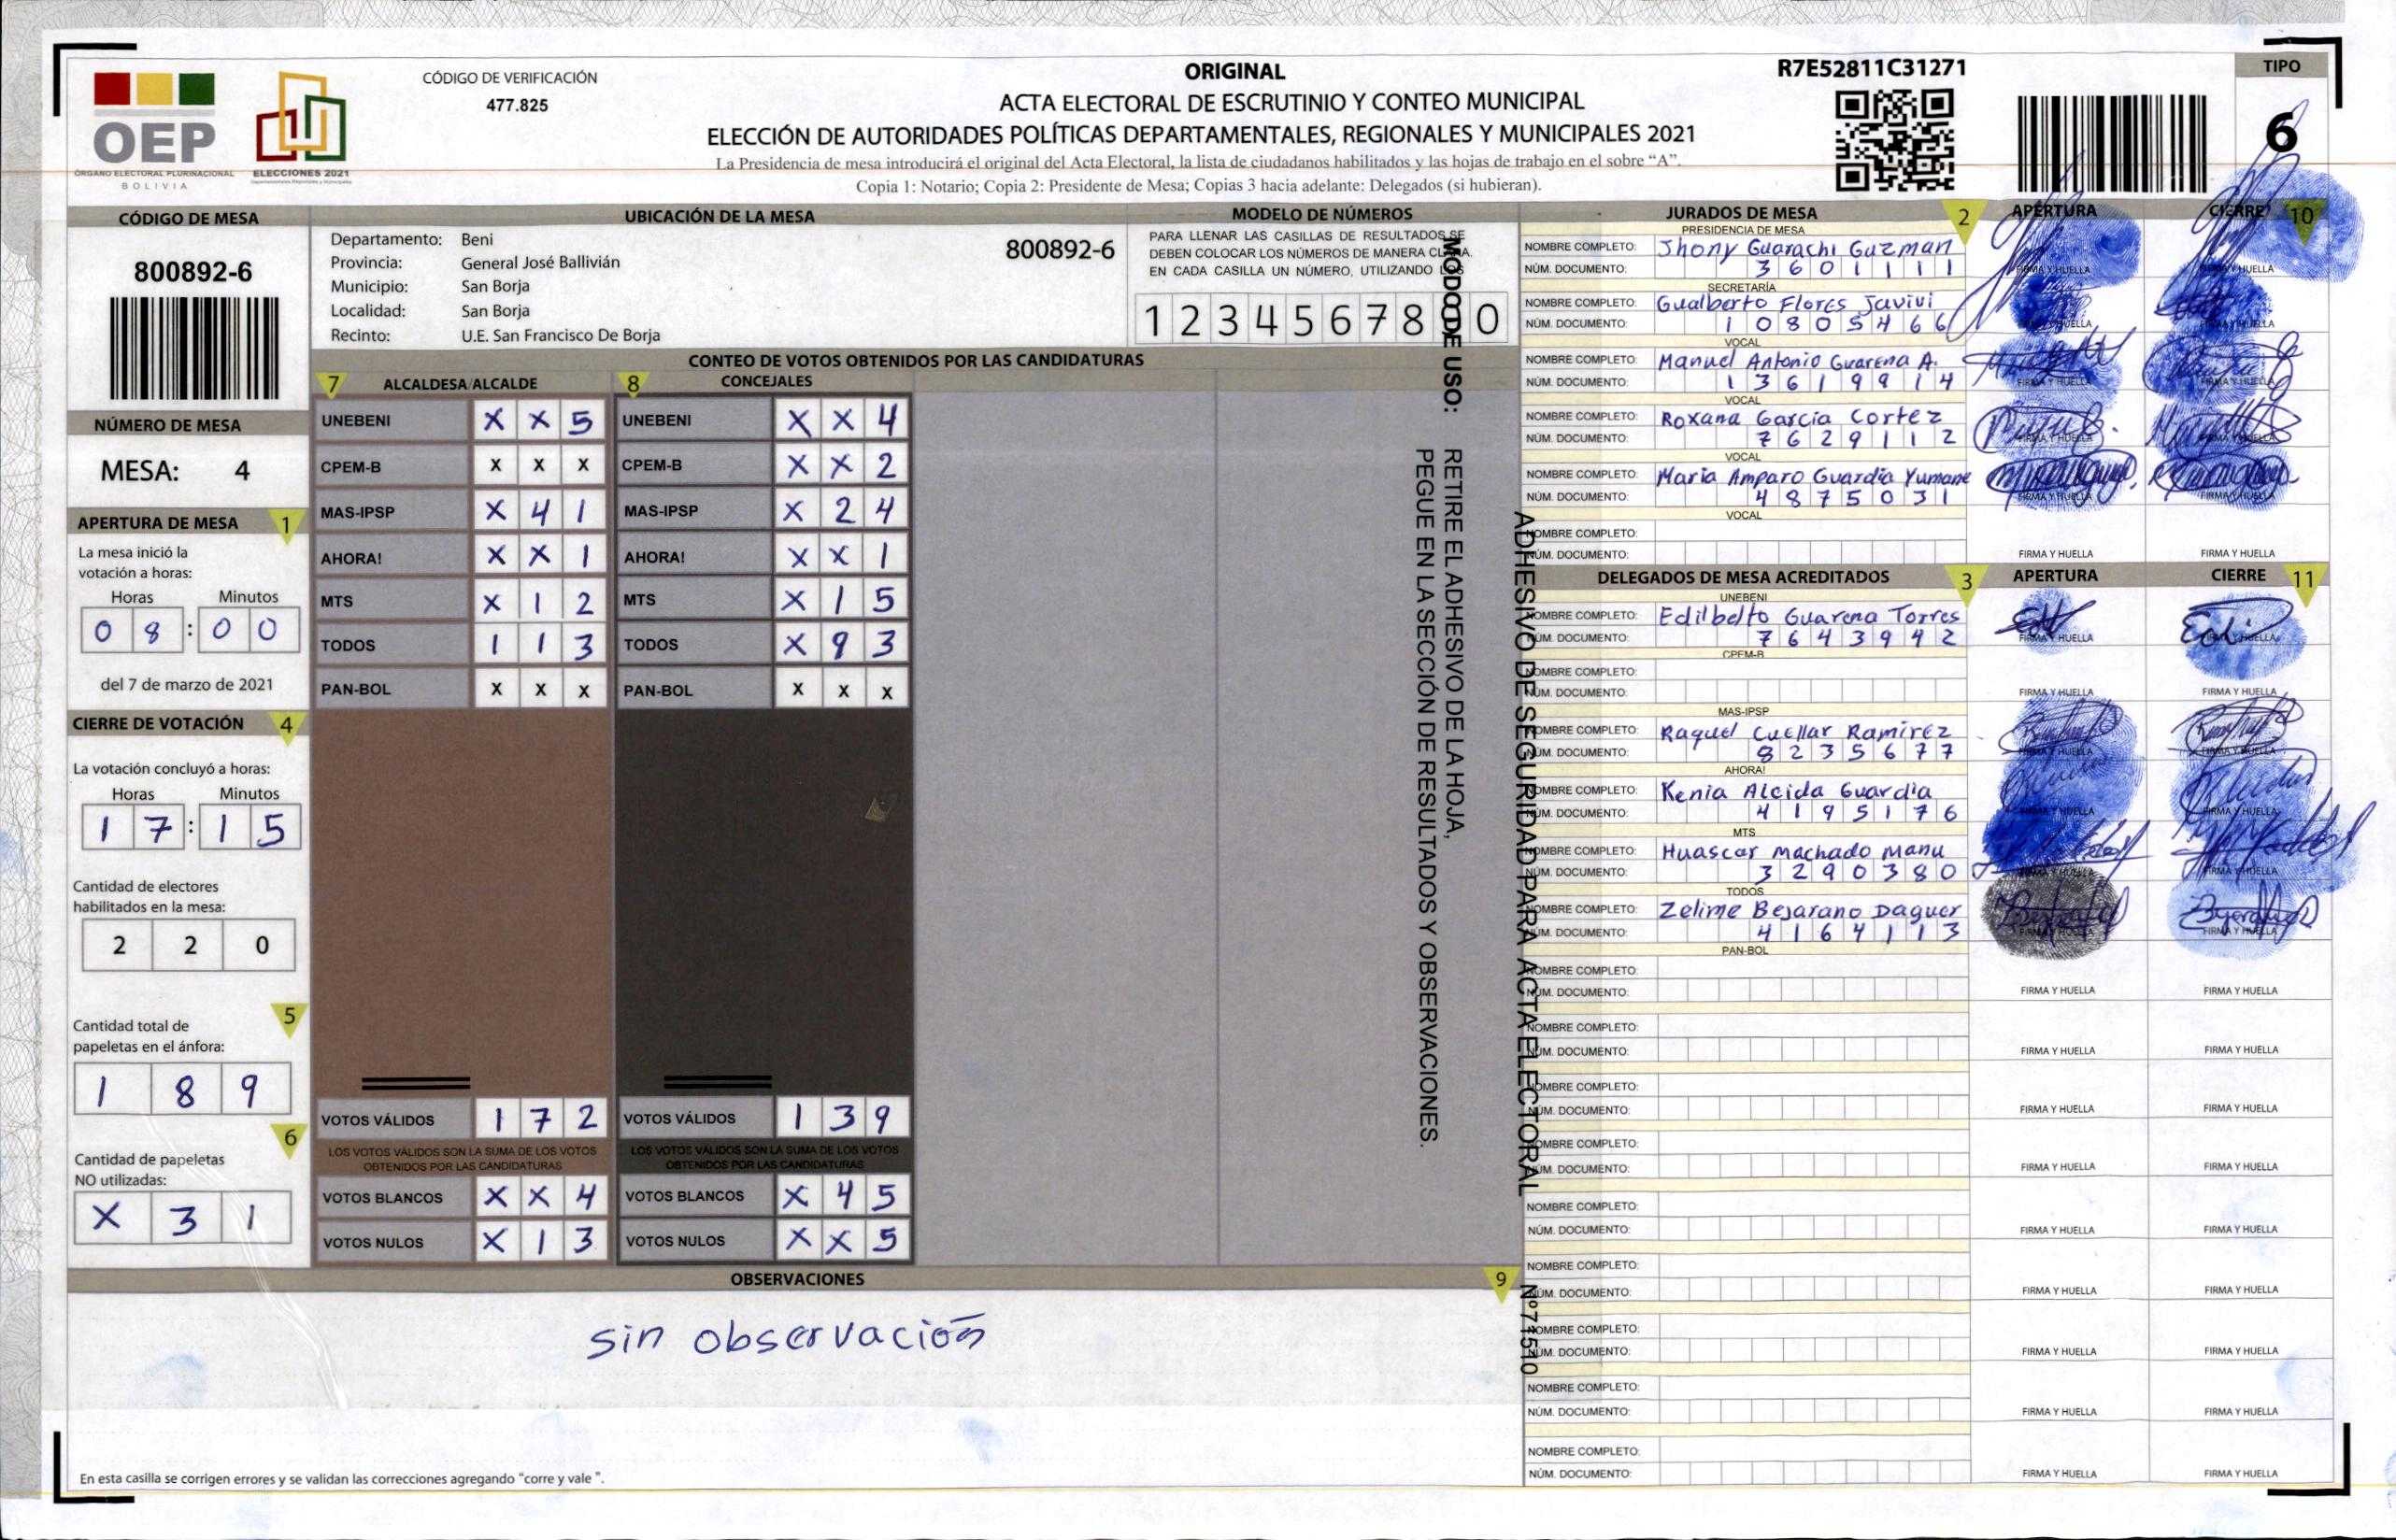 ORIGINAL
ACTA ELECTORAL DE ESCRUTINIO Y CONTEO MUNICIPAL
ELECCIÓN DE AUTORIDADES POLÍTICAS DEPARTAMENTALES, REGIONALES Y MUNICIPALES 2021
La Presidencia de mesa introducirá el original del Acta Electoral, la lista de ciudadanos habilitados y las hojas de trabajo en el sobre “A”.
Copia 1: Notario; Copia 2: Presidente de Mesa; Copias 3 hacia adelante: Delegados (si hubieran).
OEP
ÓRGANO ELECTORAL PLURINACIONAL
BOLIVIA
ELECCIONES 2021
CÓDIGO DE VERIFICACIÓN
477.825
R7E52811C31271
TIPO
6
CÓDIGO DE MESA
800892-6
NÚMERO DE MESA
MESA: 4
APERTURA DE MESA 1
La mesa inició la
votación a horas:
Horas Minutos
0 8 : 0 0
del 7 de marzo de 2021
CIERRE DE VOTACIÓN 4
La votación concluyó a horas:
Horas Minutos
1 7 : 1 5
Cantidad de electores
habilitados en la mesa:
2 2 0
5
Cantidad total de
papeletas en el ánfora:
1 8 9
6
Cantidad de papeletas
NO utilizadas:
X 3 1
UBICACIÓN DE LA MESA
Departamento: Beni
Provincia: General José Ballivián
Municipio: San Borja
Localidad: San Borja
Recinto: U.E. San Francisco De Borja
800892-6
MODELO DE NÚMEROS
PARA LLENAR LAS CASILLAS DE RESULTADOS SE
DEBEN COLOCAR LOS NÚMEROS DE MANERA
EN CADA CASILLA UN NÚMERO, UTILIZANDO
1 2 3 4 5 6 7 8 0
CONTEO DE VOTOS OBTENIDOS POR LAS CANDIDATURAS
7 ALCALDESA/ALCALDE
UNEBENI X X 5
CPEM-B X X X
MAS-IPSP X 4 1
AHORA! X X 1
MTS X 1 2
TODOS 1 1 3
PAN-BOL X X X
VOTOS VÁLIDOS 1 7 2
LOS VOTOS VÁLIDOS SON LA SUMA DE LOS VOTOS
OBTENIDOS POR LAS CANDIDATURAS
VOTOS BLANCOS X X 4
VOTOS NULOS X 1 3
8 CONCEJALES
UNEBENI X X 4
CPEM-B X X 2
MAS-IPSP X 2 4
AHORA! X X 1
MTS X 1 5
TODOS X 9 3
PAN-BOL X X X
VOTOS VÁLIDOS 1 3 9
LOS VOTOS VÁLIDOS SON LA SUMA DE LOS VOTOS
OBTENIDOS POR LAS CANDIDATURAS
VOTOS BLANCOS X 4 5
VOTOS NULOS X X 5
MODO DE USO: RETIRE EL ADHESIVO DE LA HOJA,
PEGUE EN LA SECCIÓN DE RESULTADOS Y OBSERVACIONES.
ADHESIVO DE SEGURIDAD PARA ACTA ELECTORAL Nº71510
OBSERVACIONES 9
sin observación
En esta casilla se corrigen errores y se validan las correcciones agregando “corre y vale ”.
JURADOS DE MESA 2 APERTURA CIERRE 10
PRESIDENCIA DE MESA
NOMBRE COMPLETO: Jhony Guarachi Guzman
NÚM. DOCUMENTO: 3 6 0 1 1 1 1
FIRMA Y HUELLA FIRMA Y HUELLA
SECRETARÍA
NOMBRE COMPLETO: Gualberto Flores Javivi
NÚM. DOCUMENTO: 1 0 8 0 5 4 6 6
FIRMA Y HUELLA FIRMA Y HUELLA
VOCAL
NOMBRE COMPLETO: Manuel Antonio Guarena A.
NÚM. DOCUMENTO: 1 3 6 1 9 9 1 4
FIRMA Y HUELLA FIRMA Y HUELLA
VOCAL
NOMBRE COMPLETO: Roxana Garcia Cortez
NÚM. DOCUMENTO: 7 6 2 9 1 1 2
FIRMA Y HUELLA FIRMA Y HUELLA
VOCAL
NOMBRE COMPLETO: Maria Amparo Guardia Yumane
NÚM. DOCUMENTO: 4 8 7 5 0 3 1
FIRMA Y HUELLA FIRMA Y HUELLA
VOCAL
NOMBRE COMPLETO:
NÚM. DOCUMENTO:
FIRMA Y HUELLA FIRMA Y HUELLA
DELEGADOS DE MESA ACREDITADOS 3 APERTURA CIERRE 11
UNEBENI
NOMBRE COMPLETO: Edilberto Guarena Torres
NÚM. DOCUMENTO: 7 6 4 3 9 4 2
FIRMA Y HUELLA FIRMA Y HUELLA
CPEM-B
NOMBRE COMPLETO:
NÚM. DOCUMENTO:
FIRMA Y HUELLA FIRMA Y HUELLA
MAS-IPSP
NOMBRE COMPLETO: Raquel Cuellar Ramirez
NÚM. DOCUMENTO: 8 2 3 5 6 7 7
FIRMA Y HUELLA FIRMA Y HUELLA
AHORA!
NOMBRE COMPLETO: Kenia Alcida Guardia
NÚM. DOCUMENTO: 4 1 9 5 1 7 6
FIRMA Y HUELLA FIRMA Y HUELLA
MTS
NOMBRE COMPLETO: Huascar Machado Manu
NÚM. DOCUMENTO: 3 2 9 0 3 8 0
FIRMA Y HUELLA FIRMA Y HUELLA
TODOS
NOMBRE COMPLETO: Zelime Bejarano Daguer
NÚM. DOCUMENTO: 4 1 6 4 1 1 3
FIRMA Y HUELLA FIRMA Y HUELLA
PAN-BOL
NOMBRE COMPLETO:
NÚM. DOCUMENTO:
FIRMA Y HUELLA FIRMA Y HUELLA
NOMBRE COMPLETO:
NÚM. DOCUMENTO:
FIRMA Y HUELLA FIRMA Y HUELLA
NOMBRE COMPLETO:
NÚM. DOCUMENTO:
FIRMA Y HUELLA FIRMA Y HUELLA
NOMBRE COMPLETO:
NÚM. DOCUMENTO:
FIRMA Y HUELLA FIRMA Y HUELLA
NOMBRE COMPLETO:
NÚM. DOCUMENTO:
FIRMA Y HUELLA FIRMA Y HUELLA
NOMBRE COMPLETO:
NÚM. DOCUMENTO:
FIRMA Y HUELLA FIRMA Y HUELLA
NOMBRE COMPLETO:
NÚM. DOCUMENTO:
FIRMA Y HUELLA FIRMA Y HUELLA
NOMBRE COMPLETO:
NÚM. DOCUMENTO:
FIRMA Y HUELLA FIRMA Y HUELLA
NOMBRE COMPLETO:
NÚM. DOCUMENTO:
FIRMA Y HUELLA FIRMA Y HUELLA